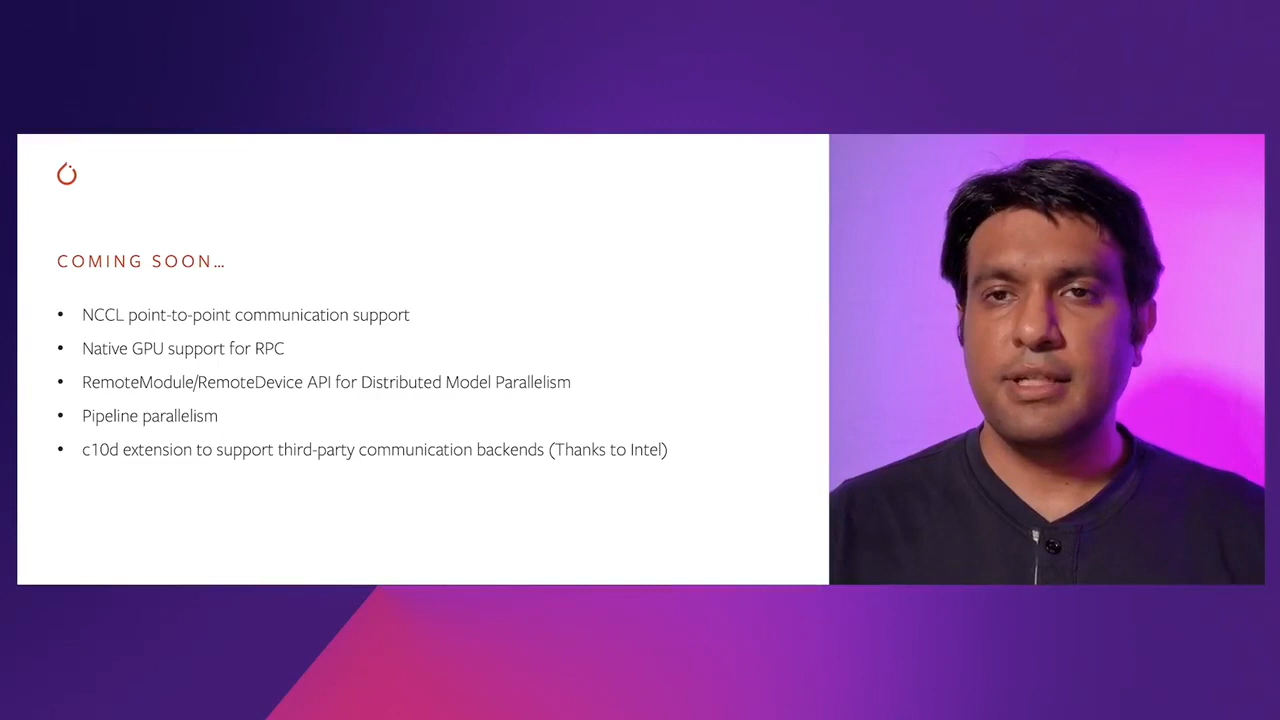 COMING SOON…
• NCCL point-to-point communication support
• Native GPU support for RPC
• RemoteModule/RemoteDevice API for Distributed Model Parallelism
• Pipeline parallelism
• c10d extension to support third-party communication backends (Thanks to Intel)